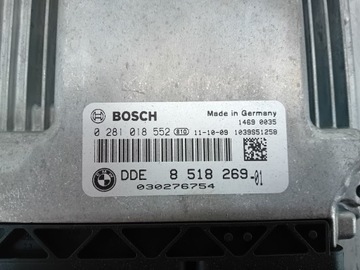 BOSCH
Made in Germany
1469 0035
0 281 018 552 B10 11-10-09 1039S51258
DDE 8 518 269-01
030276754